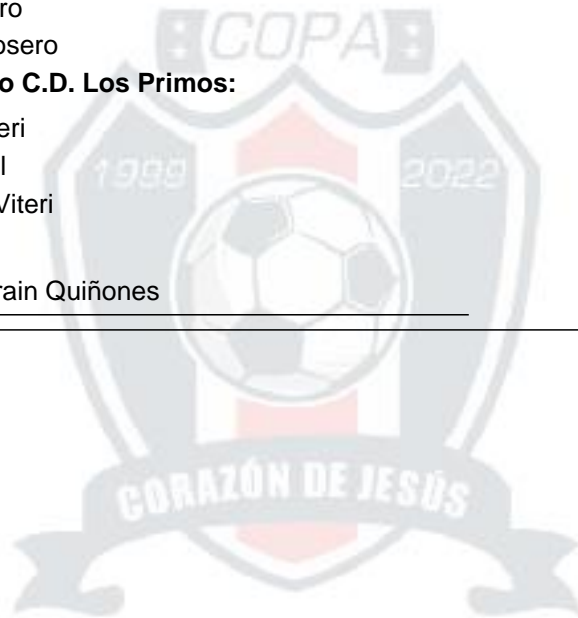 ro
osero
o C.D. Los Primos:
eri
l
Viteri
rain Quiñones
COPA
1999 2022
CORAZÓN DE JESÚS